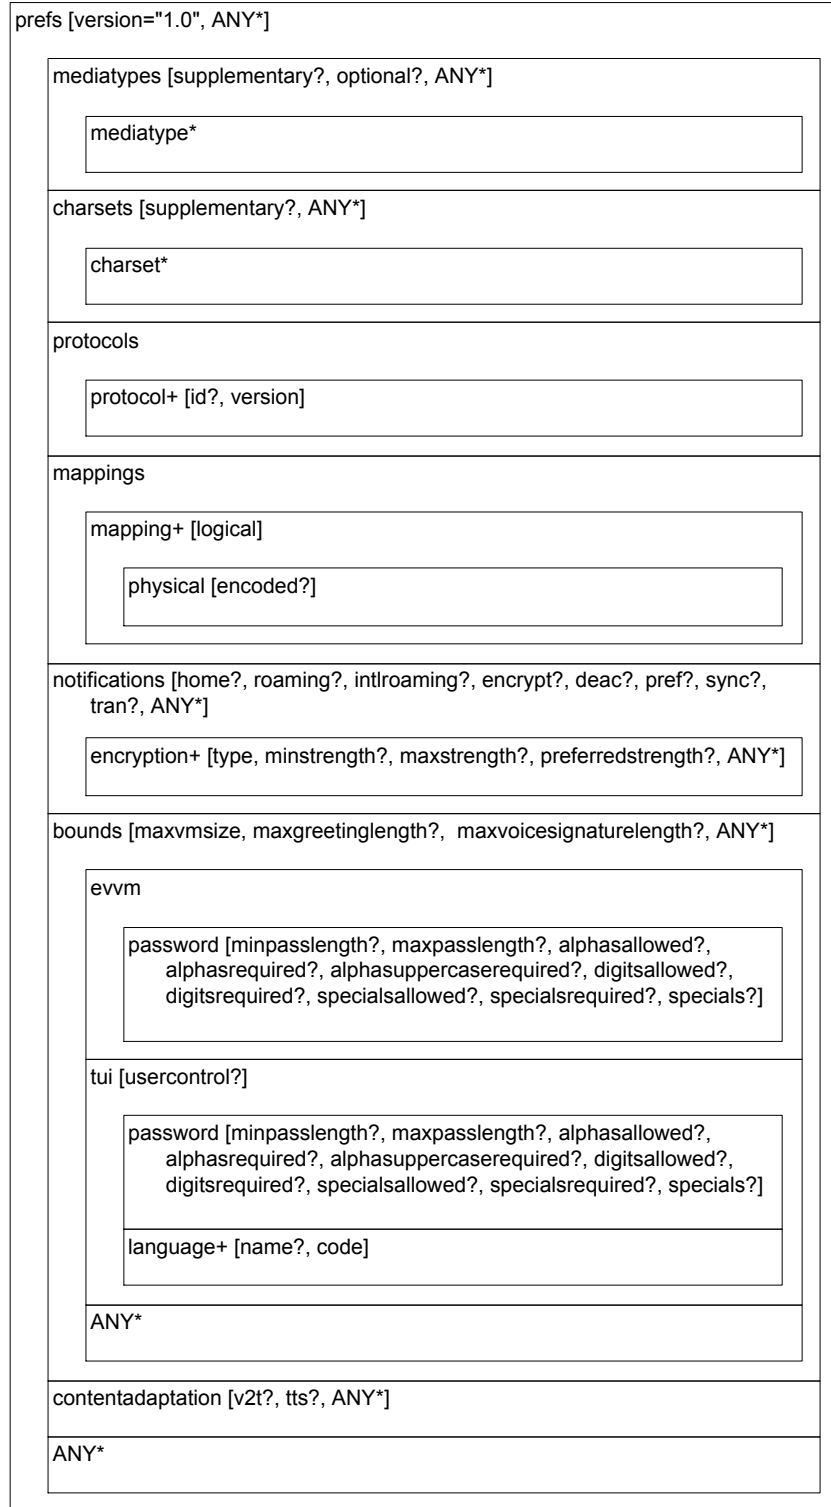 prefs [version="1.0", ANY*]
mediatypes [supplementary?, optional?, ANY*]
mediatype*
charsets [supplementary?, ANY*]
charset*
protocols
protocol+ [id?, version]
mappings
mapping+ [logical]
physical [encoded?]
notifications [home?, roaming?, intlroaming?, encrypt?, deac?, pref?, sync?,
tran?, ANY*]
encryption+ [type, minstrength?, maxstrength?, preferredstrength?, ANY*]
bounds [maxvmsize, maxgreetinglength?,  maxvoicesignaturelength?, ANY*]
evvm
password [minpasslength?, maxpasslength?, alphasallowed?,
alphasrequired?, alphasuppercaserequired?, digitsallowed?,
digitsrequired?, specialsallowed?, specialsrequired?, specials?]
tui [usercontrol?]
password [minpasslength?, maxpasslength?, alphasallowed?,
alphasrequired?, alphasuppercaserequired?, digitsallowed?,
digitsrequired?, specialsallowed?, specialsrequired?, specials?]
language+ [name?, code]
ANY*
contentadaptation [v2t?, tts?, ANY*]
ANY*